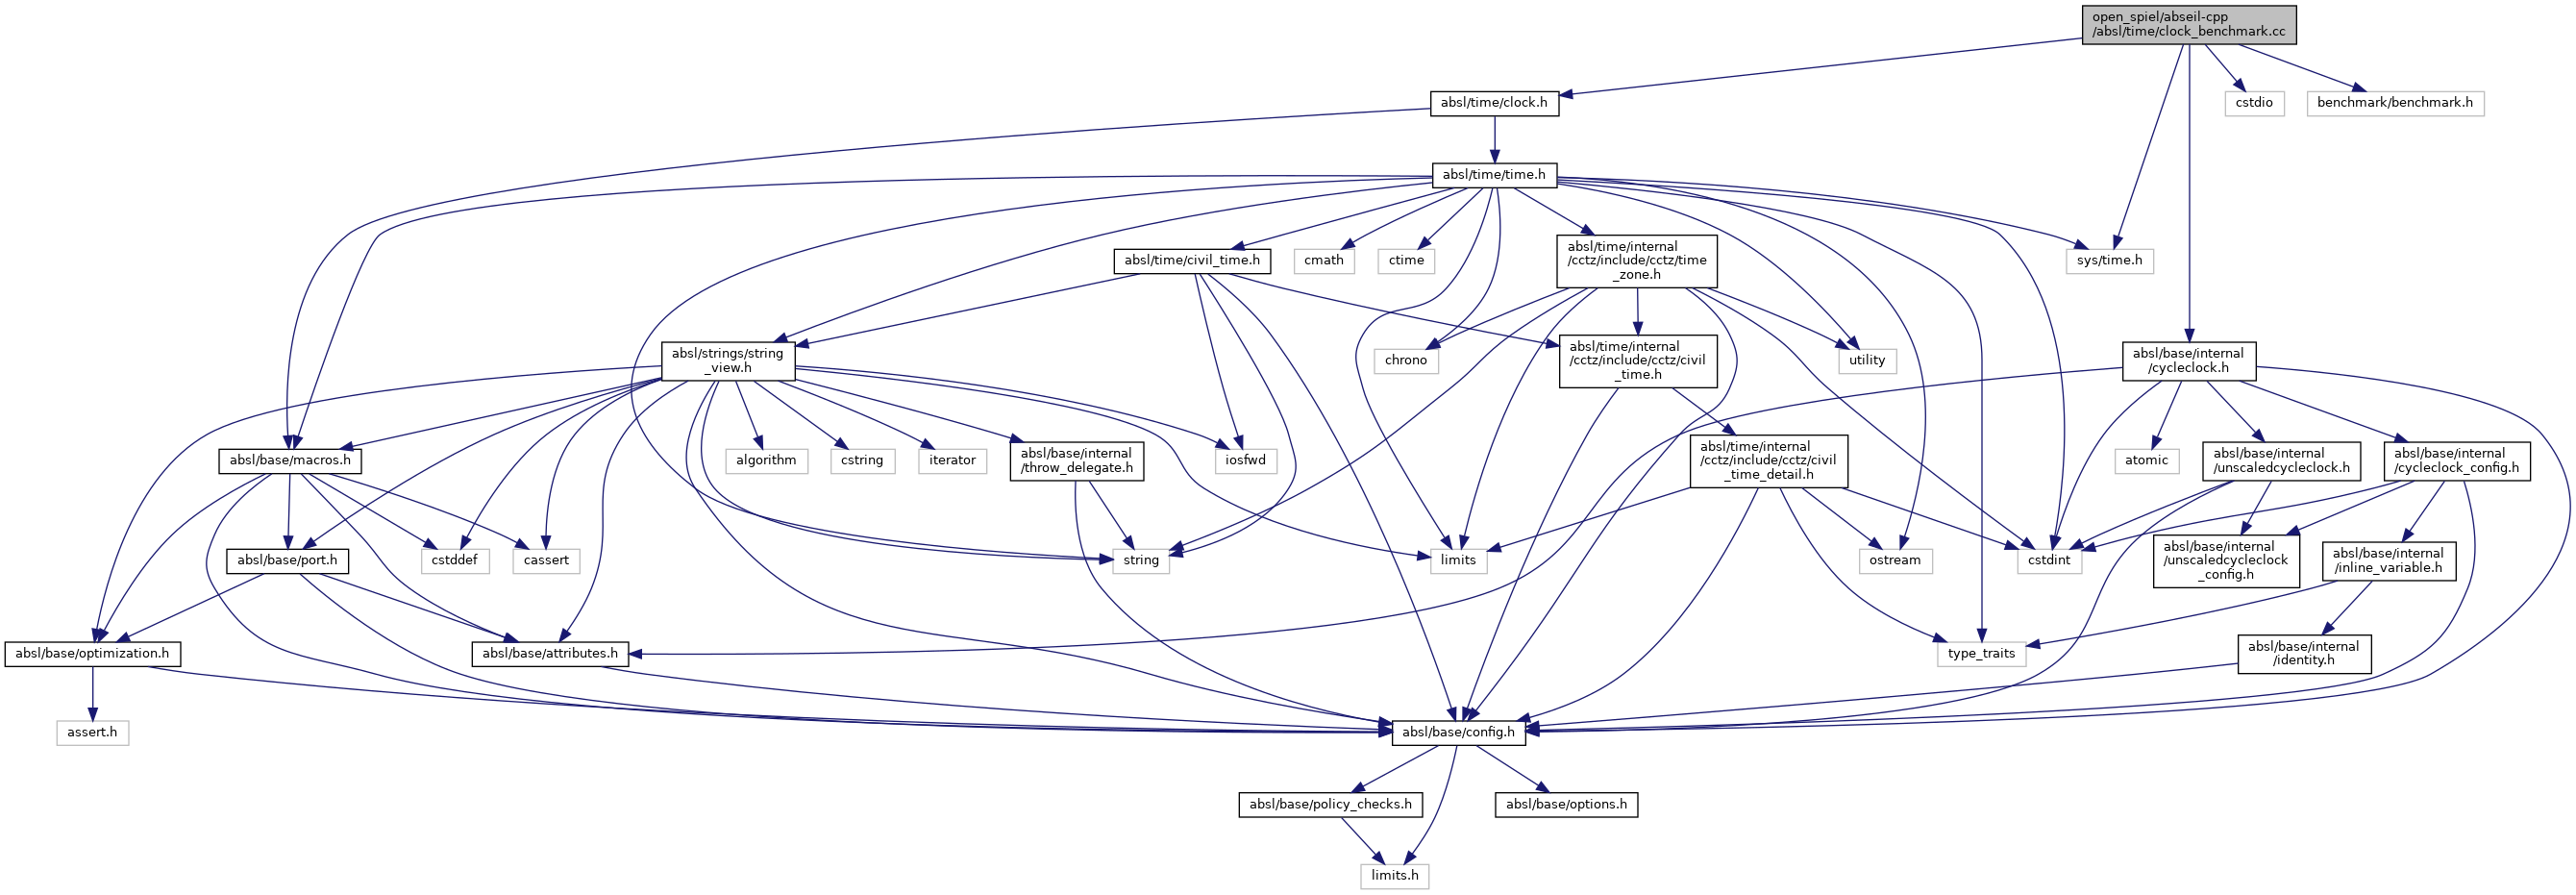 open_spiel/abseil-cpp
/absl/time/clock_benchmark.cc
absl/time/clock.h
cstdio
benchmark/benchmark.h
absl/time/time.h
absl/time/civil_time.h
cmath
ctime
absl/time/internal
/cctz/include/cctz/time
_zone.h
sys/time.h
absl/strings/string
_view.h
chrono
absl/time/internal
/cctz/include/cctz/civil
_time.h
utility
absl/base/internal
/cycleclock.h
absl/base/macros.h
algorithm
cstring
iterator
absl/base/internal
/throw_delegate.h
iosfwd
absl/time/internal
/cctz/include/cctz/civil
_time_detail.h
atomic
absl/base/internal
/unscaledcycleclock.h
absl/base/internal
/cycleclock_config.h
absl/base/port.h
cstddef
cassert
string
limits
ostream
cstdint
absl/base/internal
/unscaledcycleclock
_config.h
absl/base/internal
/inline_variable.h
absl/base/optimization.h
absl/base/attributes.h
type_traits
absl/base/internal
/identity.h
assert.h
absl/base/config.h
absl/base/policy_checks.h
absl/base/options.h
limits.h